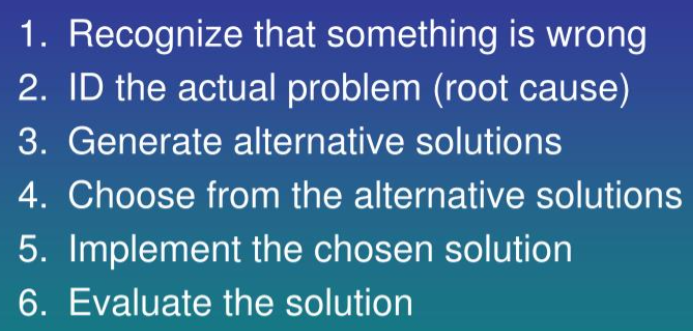 1. Recognize that something is wrong
2. ID the actual problem (root cause)
3. Generate alternative solutions
4. Choose from the alternative solutions
5. Implement the chosen solution
6. Evaluate the solution